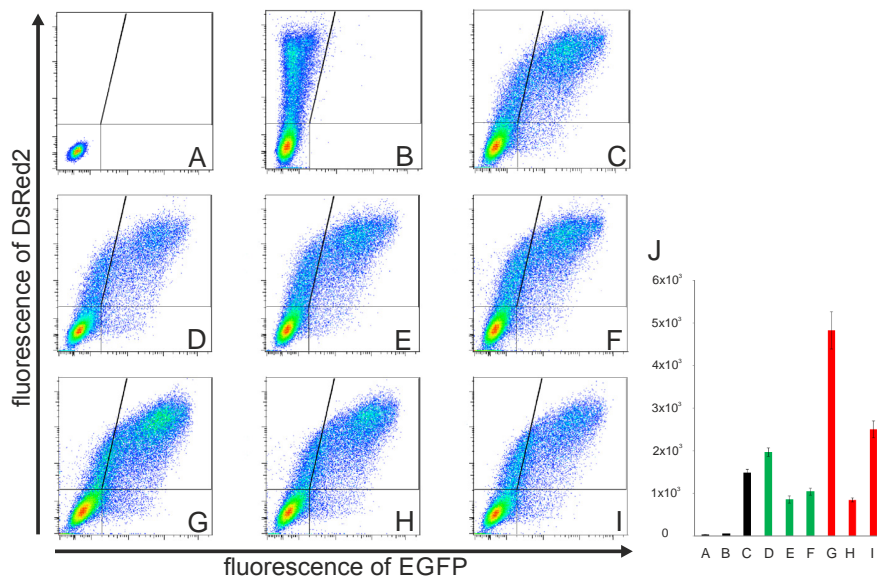 fluorescence of DsRed2
A
B
C
D
E
F
G
H
I
fluorescence of EGFP
J
6x10³
5x10³
4x10³
3x10³
2x10³
1x10³
0
A B C D E F G H I